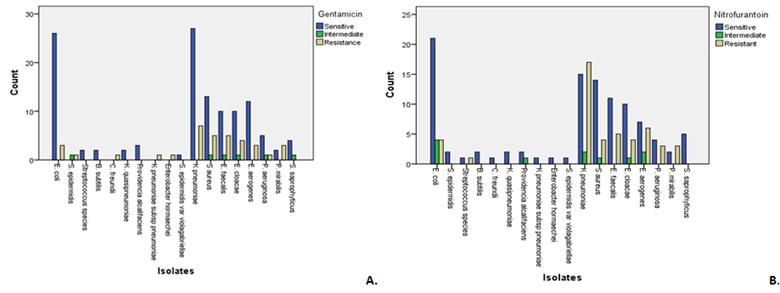 Gentamicin
Sensitive
Intermediate
Resistance
30
20
10
0
Count
E.coli
S.epidermidis
Streptococcus species
B.subtilis
C.freundii
K.quasipneumoniae
Providencia alcalifaciens
K.pneumoniae subsp pneumoniae
Enterobacter hormaechei
S.epidermidis var vidagabriellae
K.pneumoniae
S.aureus
E.faecalis
E.cloacae
E.aerogenes
P.aeruginosa
P.mirabilis
S.saprophyticus
Isolates
A.
Nitrofurantoin
Sensitive
Intermediate
Resistant
25
20
15
10
5
0
Count
E.coli
S.epidermidis
Streptococcus species
B.subtilis
C.freundii
K.quasipneumoniae
Providencia alcalifaciens
K.pneumoniae subsp pneumoniae
Enterobacter hormaechei
S.epidermidis var vidagabriellae
K.pneumoniae
S.aureus
E.faecalis
E.cloacae
E.aerogenes
P.aeruginosa
P.mirabilis
S.saprophyticus
Isolates
B.